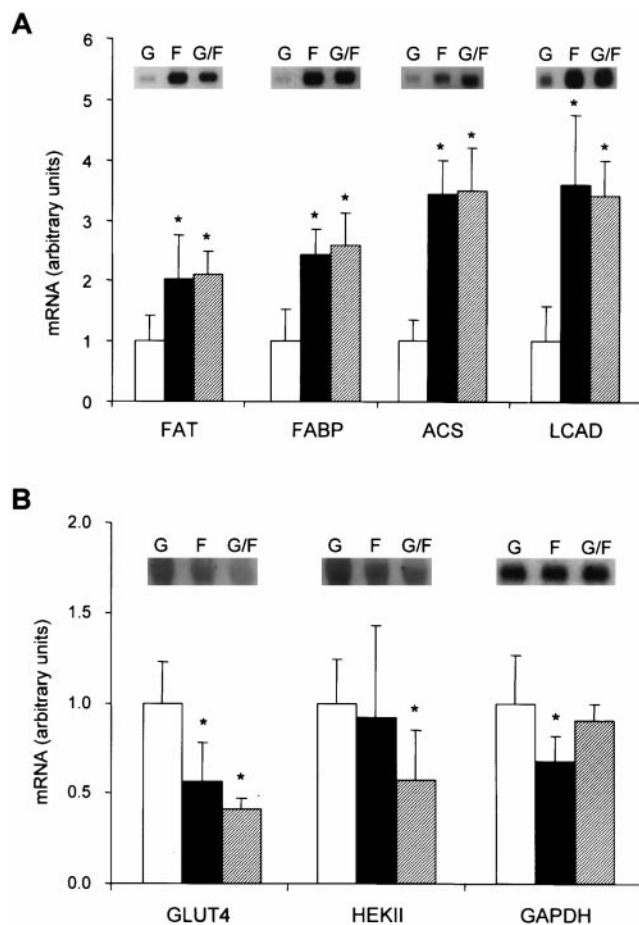 A
G F G/F G F G/F G F G/F G F G/F
6
5
4
3
2
1
0
mRNA (arbitrary units)
* * * * * * * *
FAT FABP ACS LCAD
B
G F G/F G F G/F G F G/F
2.0
1.5
1.0
0.5
0.0
mRNA (arbitrary units)
* * * *
GLUT4 HEKII GAPDH